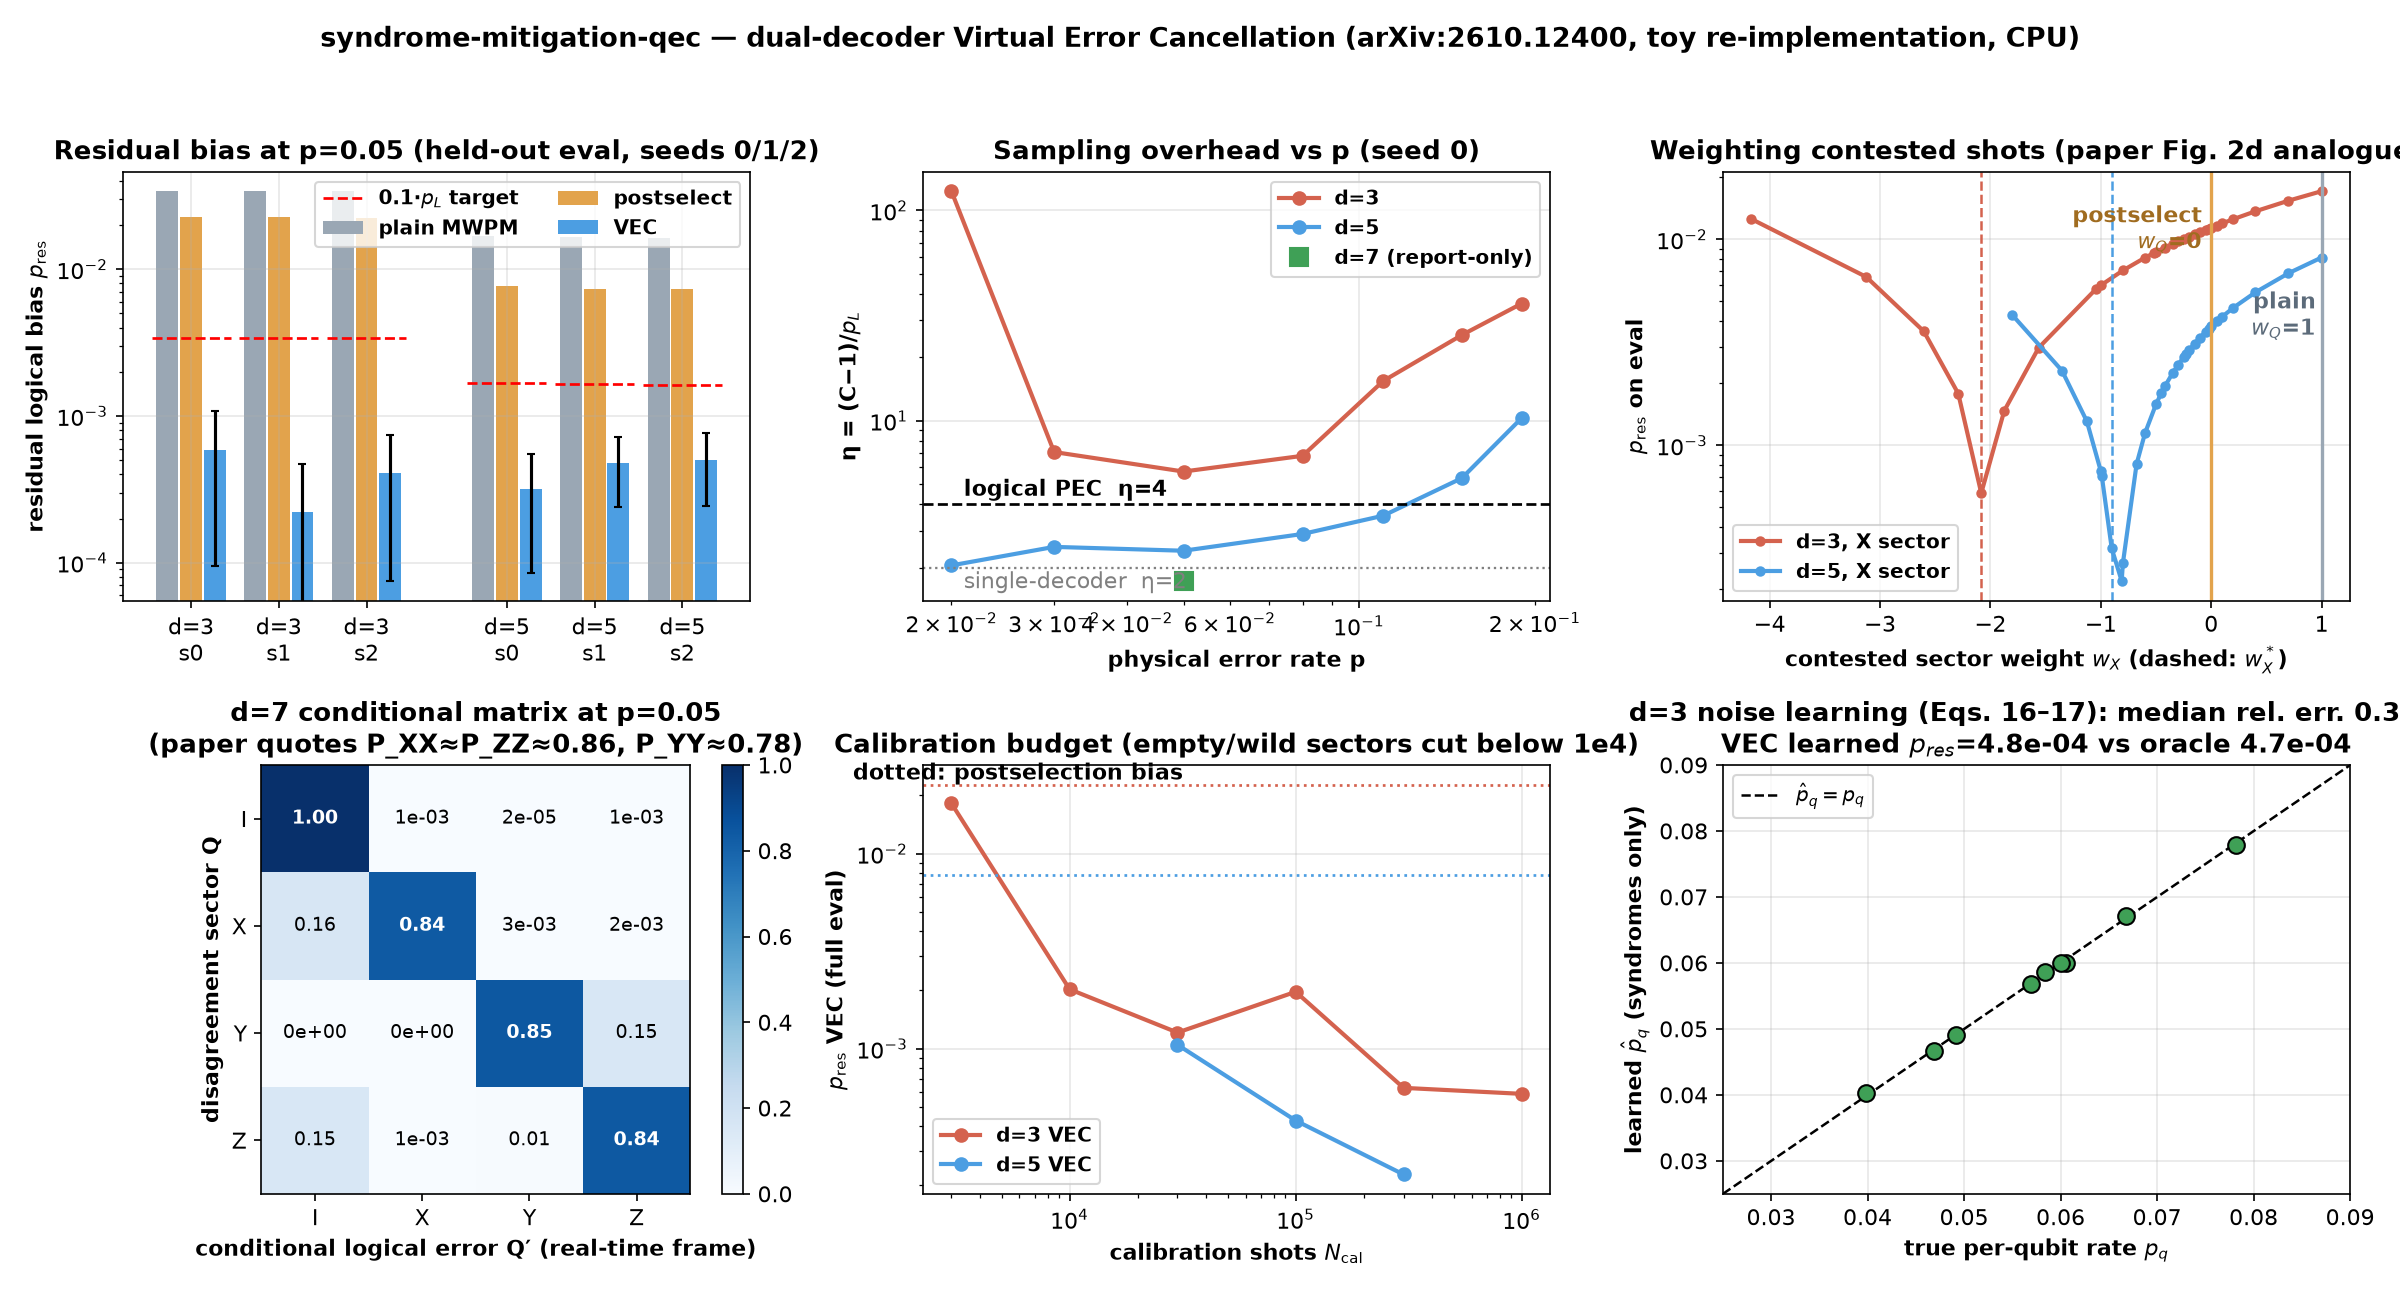 syndrome-mitigation-qec — dual-decoder Virtual Error Cancellation (arXiv:2610.12400, toy re-implementation, CPU)
Residual bias at p=0.05 (held-out eval, seeds 0/1/2)
residual logical bias p_res
10⁻²
10⁻³
10⁻⁴
0.1·p_L target
plain MWPM
postselect
VEC
d=3 d=3 d=3 d=5 d=5 d=5
s0 s1 s2 s0 s1 s2
Sampling overhead vs p (seed 0)
η = (C−1)/p_L
10²
10¹
d=3
d=5
d=7 (report-only)
logical PEC η=4
single-decoder η=2
2×10⁻² 3×10⁻² 4×10⁻² 6×10⁻² 10⁻¹ 2×10⁻¹
physical error rate p
Weighting contested shots (paper Fig. 2d analogue
p_res on eval
10⁻²
10⁻³
postselect
w_Q=0
plain
w_Q=1
d=3, X sector
d=5, X sector
−4 −3 −2 −1 0 1
contested sector weight w_X (dashed: w_X^*)
d=7 conditional matrix at p=0.05
(paper quotes P_XX≈P_ZZ≈0.86, P_YY≈0.78)
disagreement sector Q
I 1.00 1e-03 2e-05 1e-03
X 0.16 0.84 3e-03 2e-03
Y 0e+00 0e+00 0.85 0.15
Z 0.15 1e-03 0.01 0.84
I X Y Z
conditional logical error Q′ (real-time frame)
1.0
0.8
0.6
0.4
0.2
0.0
Calibration budget (empty/wild sectors cut below 1e4)
dotted: postselection bias
p_res VEC (full eval)
10⁻²
10⁻³
d=3 VEC
d=5 VEC
10⁴ 10⁵ 10⁶
calibration shots N_cal
d=3 noise learning (Eqs. 16–17): median rel. err. 0.3
VEC learned p_res=4.8e-04 vs oracle 4.7e-04
learned p̂_q (syndromes only)
0.09
0.08
0.07
0.06
0.05
0.04
0.03
p̂_q = p_q
0.03 0.04 0.05 0.06 0.07 0.08 0.09
true per-qubit rate p_q